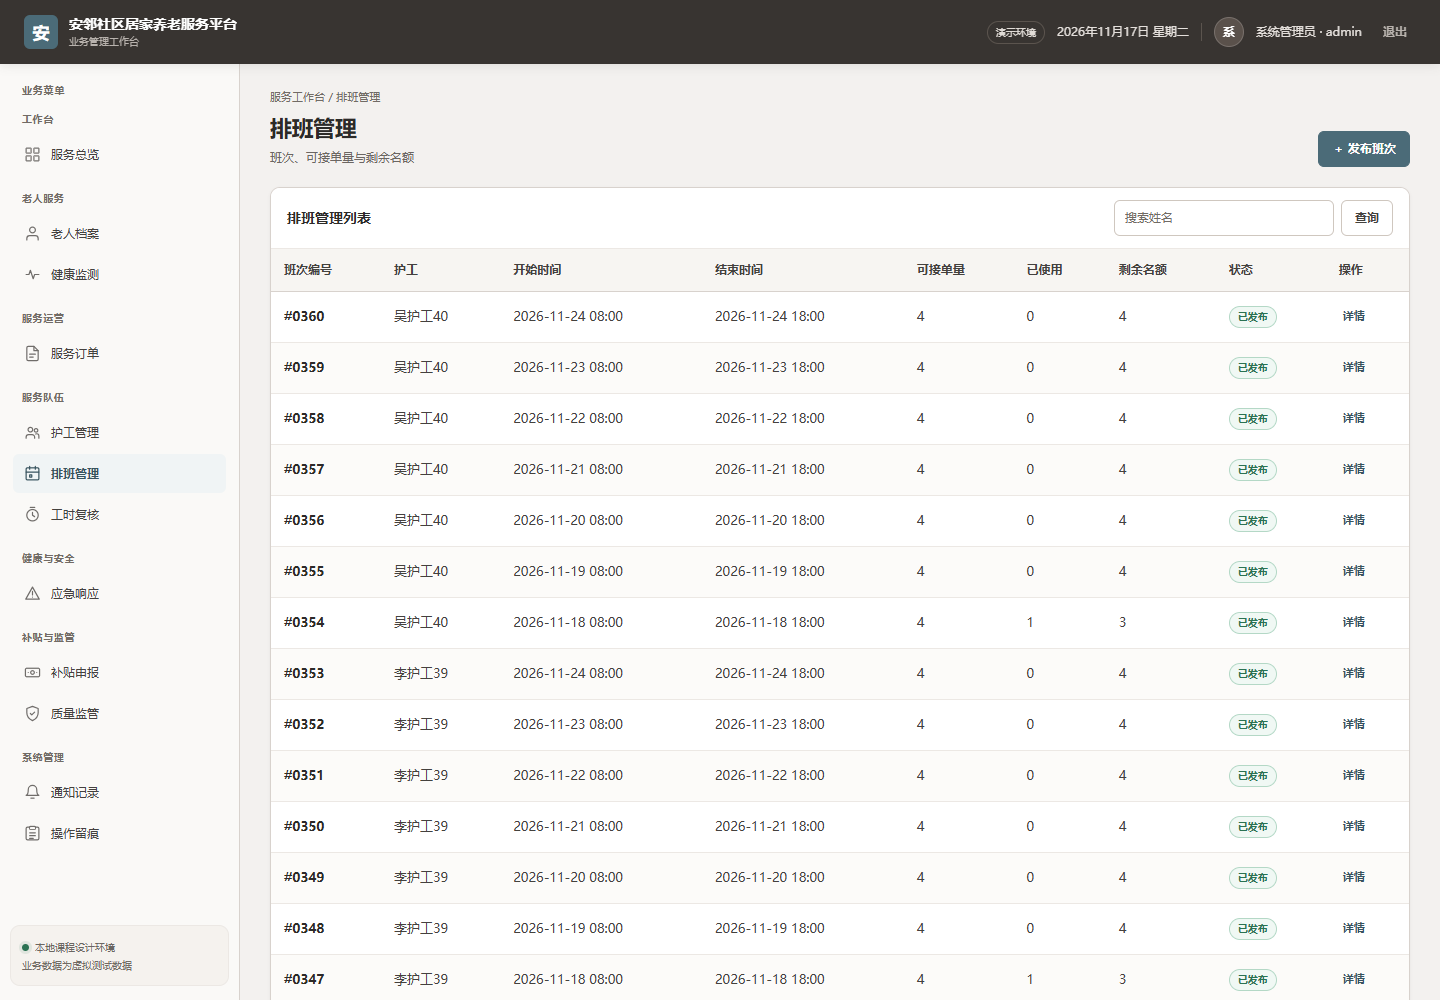 安 安邻社区居家养老服务平台
业务管理工作台
演示环境 2026年11月17日 星期二 系 系统管理员 · admin 退出
业务菜单
工作台
服务总览
老人服务
老人档案
健康监测
服务运营
服务订单
服务队伍
护工管理
排班管理
工时复核
健康与安全
应急响应
补贴与监管
补贴申报
质量监管
系统管理
通知记录
操作留痕
本地课程设计环境
业务数据为虚拟测试数据
服务工作台 / 排班管理
排班管理
班次、可接单量与剩余名额
+ 发布班次
排班管理列表 搜索姓名 查询
班次编号 护工 开始时间 结束时间 可接单量 已使用 剩余名额 状态 操作
#0360 吴护工40 2026-11-24 08:00 2026-11-24 18:00 4 0 4 已发布 详情
#0359 吴护工40 2026-11-23 08:00 2026-11-23 18:00 4 0 4 已发布 详情
#0358 吴护工40 2026-11-22 08:00 2026-11-22 18:00 4 0 4 已发布 详情
#0357 吴护工40 2026-11-21 08:00 2026-11-21 18:00 4 0 4 已发布 详情
#0356 吴护工40 2026-11-20 08:00 2026-11-20 18:00 4 0 4 已发布 详情
#0355 吴护工40 2026-11-19 08:00 2026-11-19 18:00 4 0 4 已发布 详情
#0354 吴护工40 2026-11-18 08:00 2026-11-18 18:00 4 1 3 已发布 详情
#0353 李护工39 2026-11-24 08:00 2026-11-24 18:00 4 0 4 已发布 详情
#0352 李护工39 2026-11-23 08:00 2026-11-23 18:00 4 0 4 已发布 详情
#0351 李护工39 2026-11-22 08:00 2026-11-22 18:00 4 0 4 已发布 详情
#0350 李护工39 2026-11-21 08:00 2026-11-21 18:00 4 0 4 已发布 详情
#0349 李护工39 2026-11-20 08:00 2026-11-20 18:00 4 0 4 已发布 详情
#0348 李护工39 2026-11-19 08:00 2026-11-19 18:00 4 0 4 已发布 详情
#0347 李护工39 2026-11-18 08:00 2026-11-18 18:00 4 1 3 已发布 详情